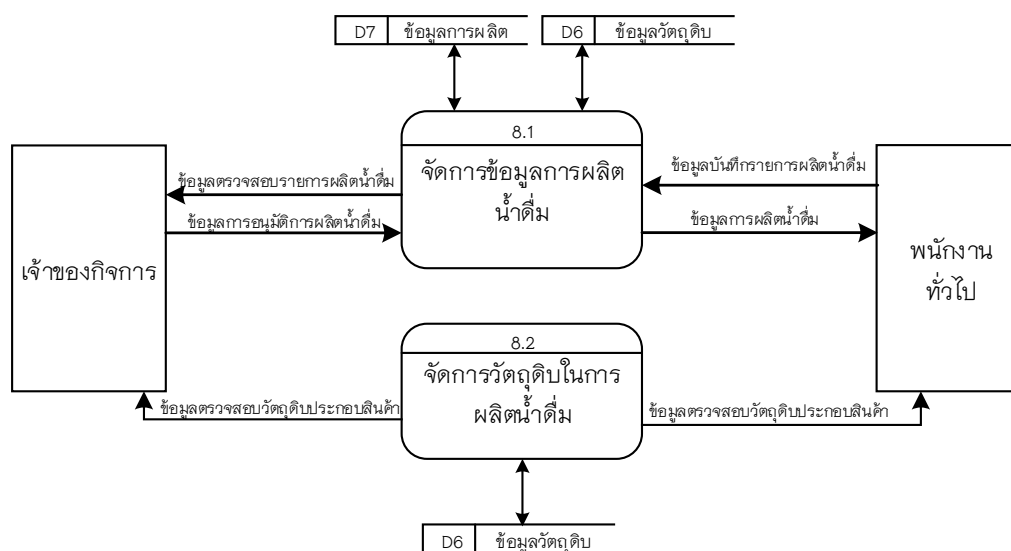 D7 ข้อมูลการผลิต
D6 ข้อมูลวัตถุดิบ
8.1
จัดการข้อมูลการผลิต
น้ำดื่ม
ข้อมูลตรวจสอบรายการผลิตน้ำดื่ม
ข้อมูลบันทึกรายการผลิตน้ำดื่ม
ข้อมูลการอนุมัติการผลิตน้ำดื่ม
ข้อมูลการผลิตน้ำดื่ม
เจ้าของกิจการ
พนักงาน
ทั่วไป
8.2
จัดการวัตถุดิบในการ
ผลิตน้ำดื่ม
ข้อมูลตรวจสอบวัตถุดิบประกอบสินค้า
ข้อมูลตรวจสอบวัตถุดิบประกอบสินค้า
D6 ข้อมูลวัตถุดิบ